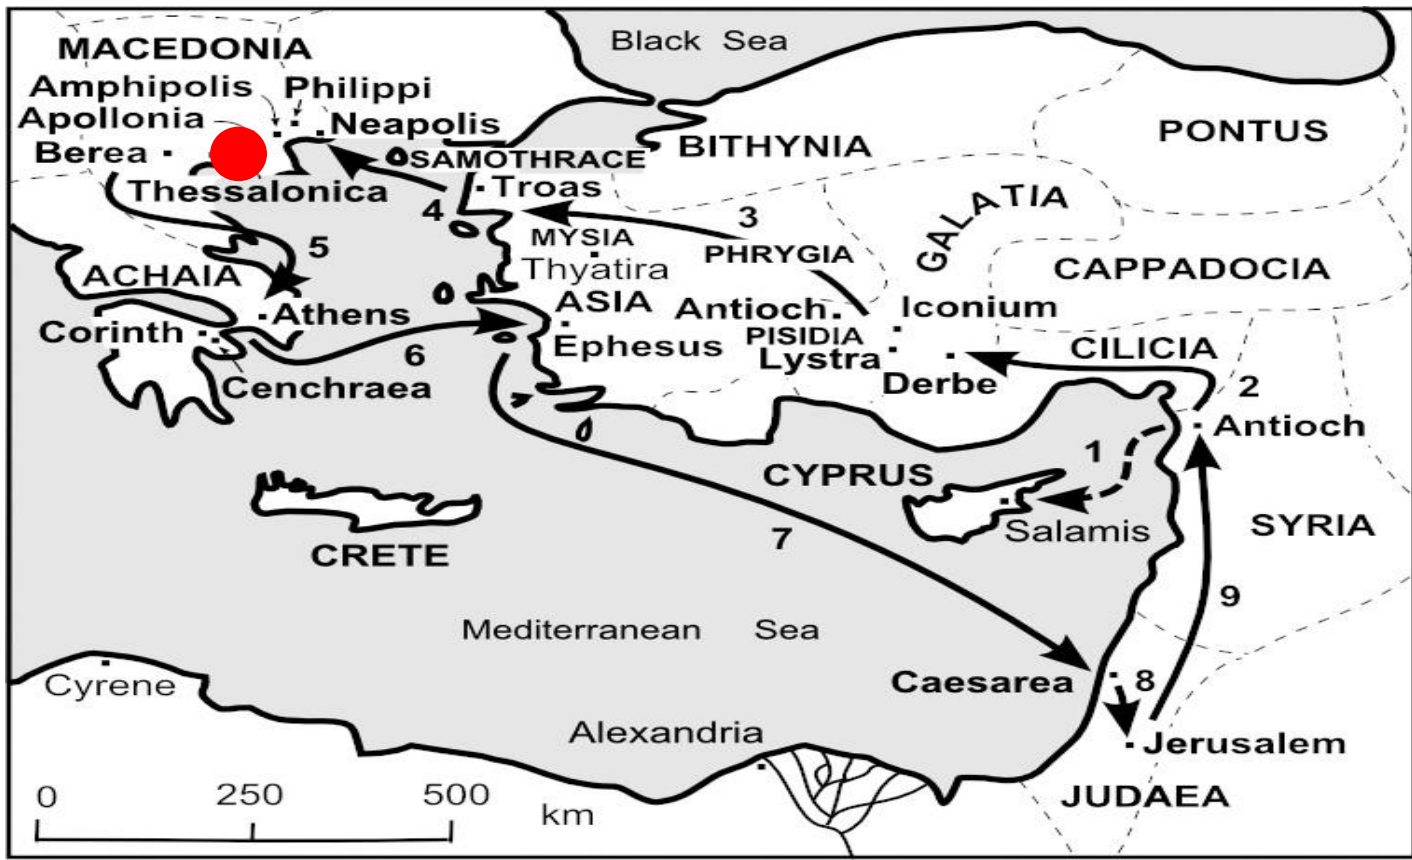 Black Sea
MACEDONIA
Amphipolis
Philippi
Apollonia
Neapolis
Berea
SAMOTHRACE
BITHYNIA
PONTUS
Thessalonica
Troas
4
3
GALATIA
5
MYSIA
PHRYGIA
Thyatira
ACHAIA
CAPPADOCIA
ASIA
Antioch
Iconium
Athens
Corinth
PISIDIA
6
Ephesus
Lystra
CILICIA
Cenchraea
Derbe
2
Antioch
1
CYPRUS
Salamis
SYRIA
7
CRETE
9
Mediterranean Sea
Cyrene
Caesarea
8
Alexandria
Jerusalem
JUDAEA
0 250 500
km